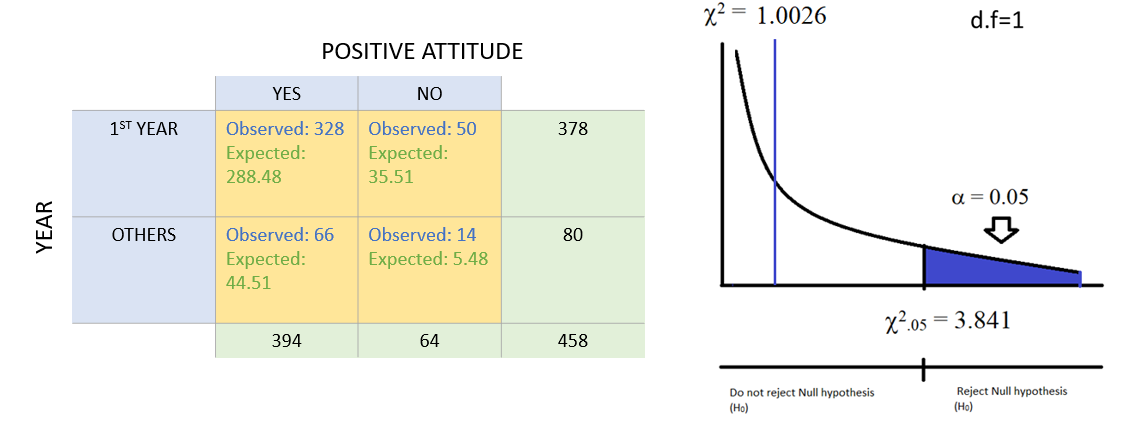 POSITIVE ATTITUDE
YES NO
1ST YEAR
Observed: 328
Expected:
288.48
Observed: 50
Expected:
35.51
378
YEAR
OTHERS
Observed: 66
Expected:
44.51
Observed: 14
Expected: 5.48
80
394 64 458
χ² = 1.0026
d.f=1
α = 0.05
χ².05 = 3.841
Do not reject Null hypothesis
(H₀)
Reject Null hypothesis
(H₀)